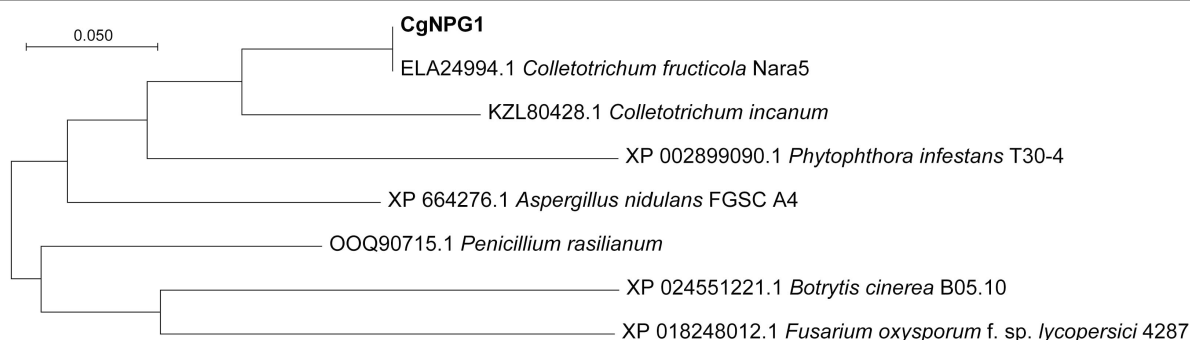 CgNPG1
0.050
ELA24994.1 Colletotrichum fructicola Nara5
KZL80428.1 Colletotrichum incanum
XP 002899090.1 Phytophthora infestans T30-4
XP 664276.1 Aspergillus nidulans FGSC A4
OOQ90715.1 Penicillium rasilianum
XP 024551221.1 Botrytis cinerea B05.10
XP 018248012.1 Fusarium oxysporum f. sp. lycopersici 4287